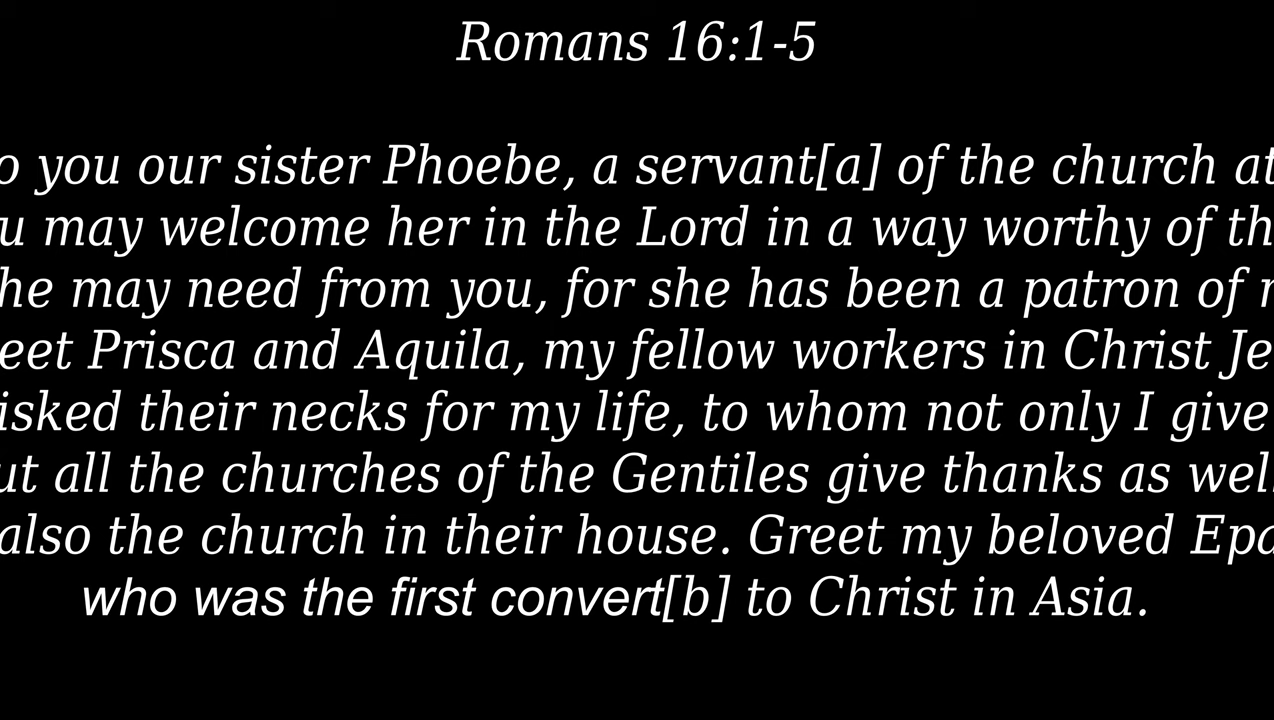 Romans 16:1-5
o you our sister Phoebe, a servant[a] of the church at
u may welcome her in the Lord in a way worthy of th
he may need from you, for she has been a patron of
eet Prisca and Aquila, my fellow workers in Christ Je
isked their necks for my life, to whom not only I give
ut all the churches of the Gentiles give thanks as well
also the church in their house. Greet my beloved Epa
who was the first convert[b] to Christ in Asia.